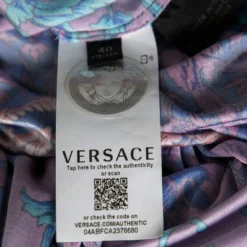 40
VERSACE
Tap here to check the authenticity
or scan
or check the code on
VERSACE.COM/AUTHENTIC
04ABFCA2376680